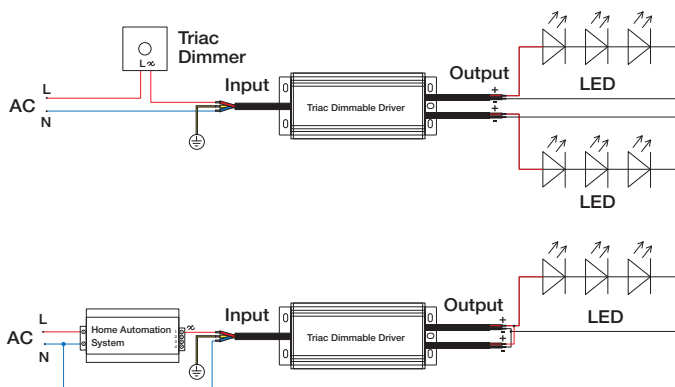 Triac
Dimmer
L
Input
Output
+
-
+
-
LED
AC
L
N
Triac Dimmable Driver
LED
Input
Output
+
-
LED
AC
L
N
Home Automation
System
Triac Dimmable Driver